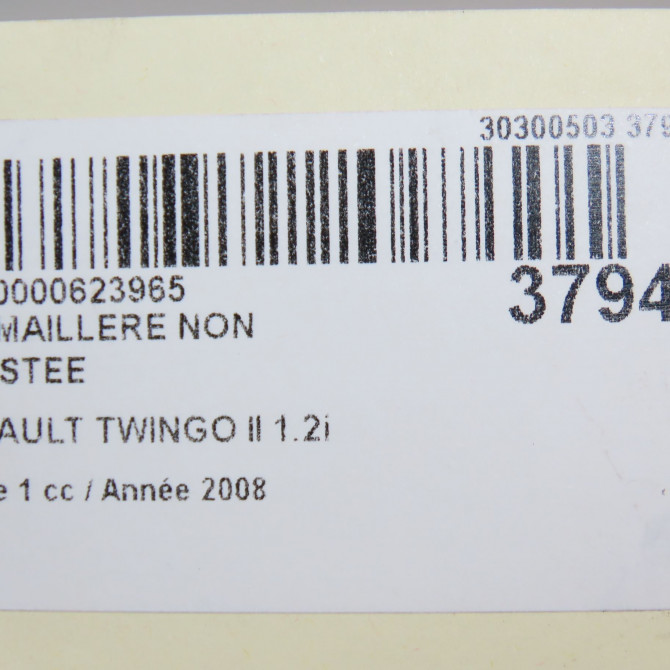 30300503 379
0000623965
3794
MAILLERE NON
STEE
AULT TWINGO II 1.2i
e 1 cc / Année 2008